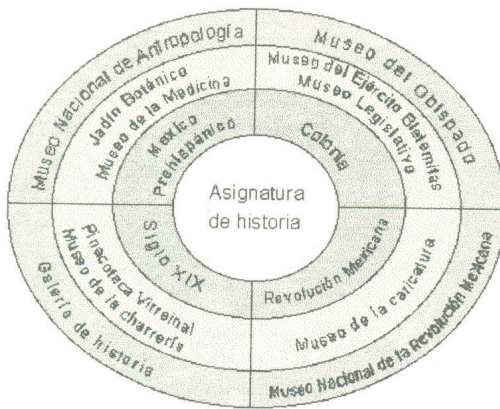 Museo Nacional de Antropología
Jadín Botánico
Museo de la Medicina
México
Prehispánico
Museo del Obispado
Museo del Ejército Bletemitas
Museo Legislativo
Colonia
Asignatura
de historia
Siglo XIX
Pinacoteca Virreinal
Museo de la charrería
Galería de historia
Revolución Mexicana
Museo de la caricatura
Museo Nacional de la Revolución Mexicana